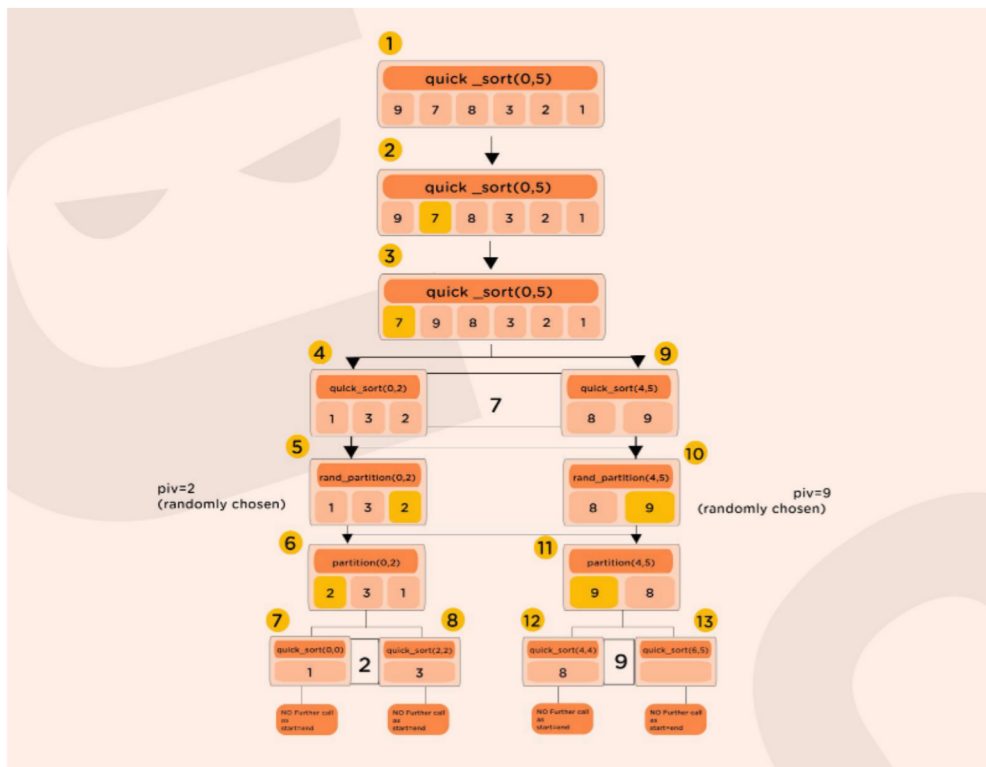 1
quick _sort(0,5)
9 7 8 3 2 1
2
quick _sort(0,5)
9 7 8 3 2 1
3
quick _sort(0,5)
7 9 8 3 2 1
4
quick_sort(0,2)
1 3 2
7
9
quick_sort(4,5)
8 9
5
rand_partition(0,2)
1 3 2
piv=2
(randomly chosen)
10
rand_partition(4,5)
8 9
piv=9
(randomly chosen)
6
partition(0,2)
2 3 1
11
partition(4,5)
9 8
7
quick_sort(0,0)
1
2
8
quick_sort(2,2)
3
12
quick_sort(4,4)
8
9
13
quick_sort(6,5)
NO Further call
as
start=end
NO Further call
as
start=end
NO Further call
as
start=end
NO Further call
as
start=end